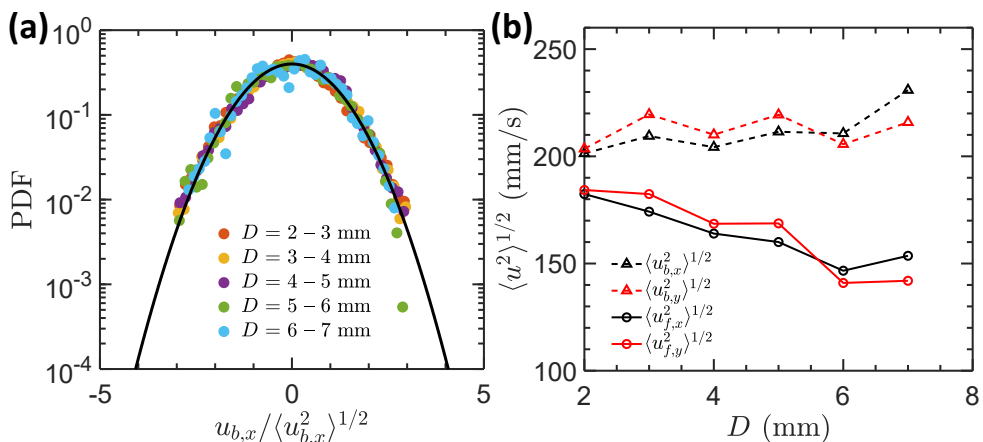 (a)
10^0
10^-1
10^-2
10^-3
10^-4
PDF
-5
0
5
u_{b,x}/⟨u^2_{b,x}⟩^{1/2}
D = 2 – 3 mm
D = 3 – 4 mm
D = 4 – 5 mm
D = 5 – 6 mm
D = 6 – 7 mm
(b)
250
200
150
100
⟨u^2⟩^{1/2} (mm/s)
2
4
6
8
D (mm)
⟨u^2_{b,x}⟩^{1/2}
⟨u^2_{b,y}⟩^{1/2}
⟨u^2_{f,x}⟩^{1/2}
⟨u^2_{f,y}⟩^{1/2}